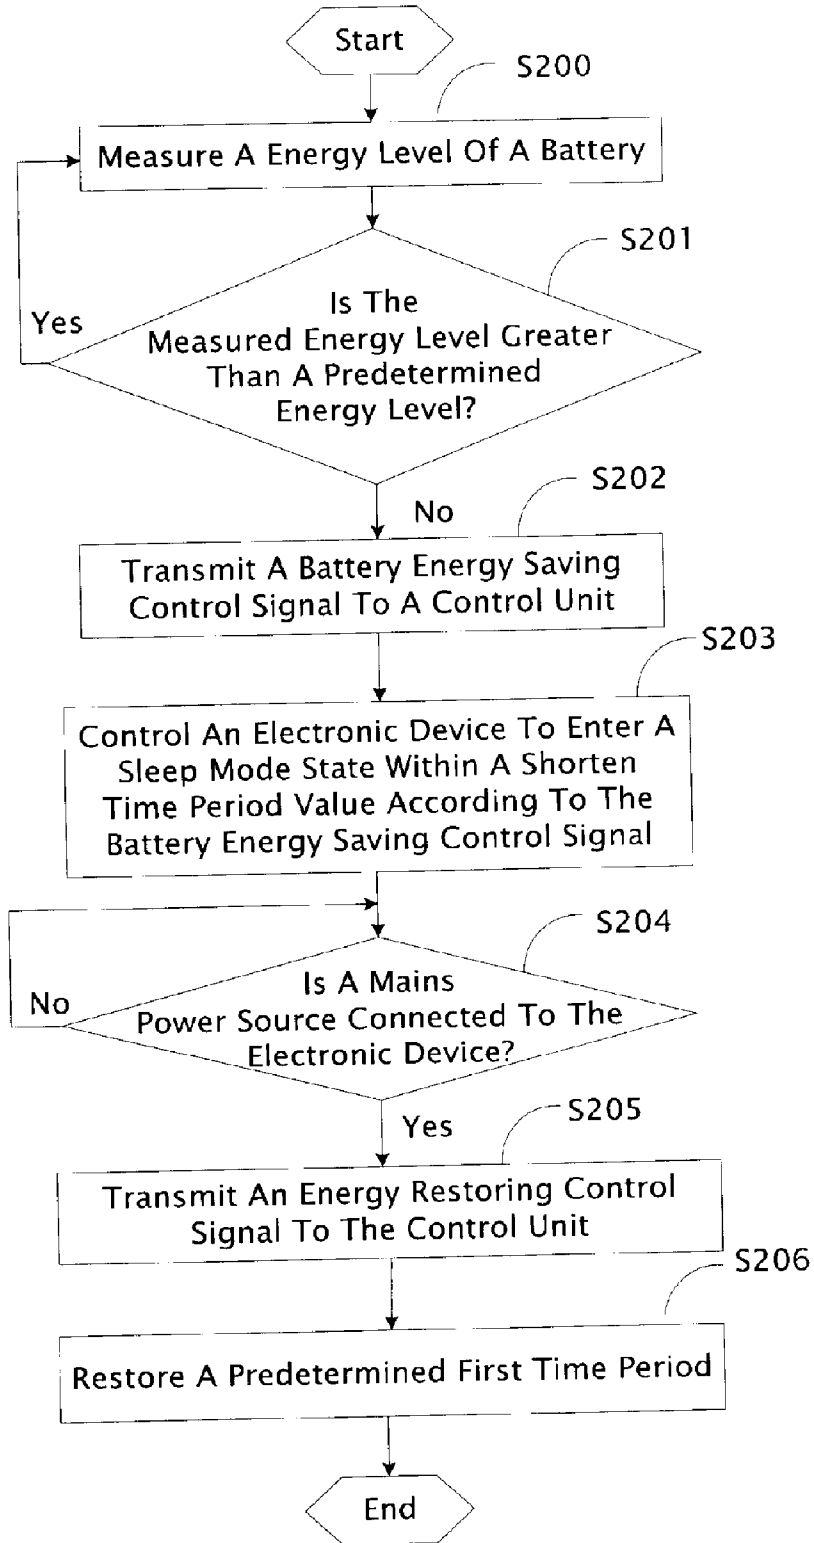 Start
S200
Measure A Energy Level Of A Battery
S201
Yes
Is The
Measured Energy Level Greater
Than A Predetermined
Energy Level?
S202
No
Transmit A Battery Energy Saving
Control Signal To A Control Unit
S203
Control An Electronic Device To Enter A
Sleep Mode State Within A Shorten
Time Period Value According To The
Battery Energy Saving Control Signal
S204
No
Is A Mains
Power Source Connected To The
Electronic Device?
S205
Yes
Transmit An Energy Restoring Control
Signal To The Control Unit
S206
Restore A Predetermined First Time Period
End